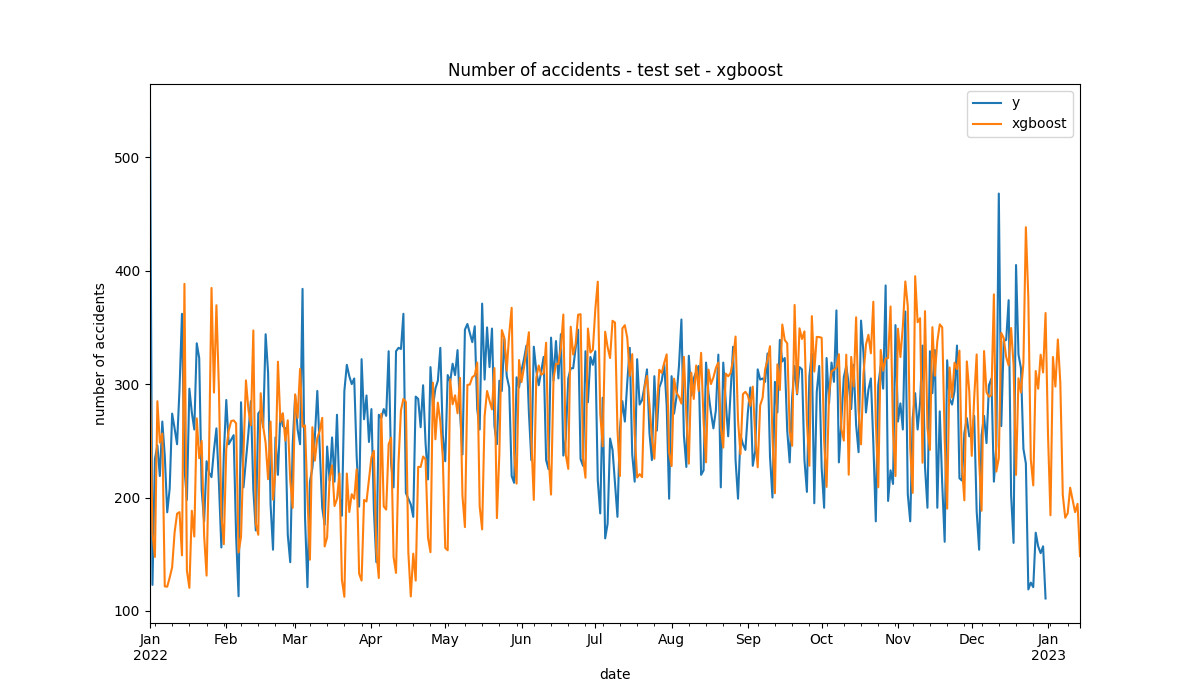 Number of accidents - test set - xgboost
y
xgboost
number of accidents
500
400
300
200
100
Jan Feb Mar Apr May Jun Jul Aug Sep Oct Nov Dec Jan
2022 2023
date